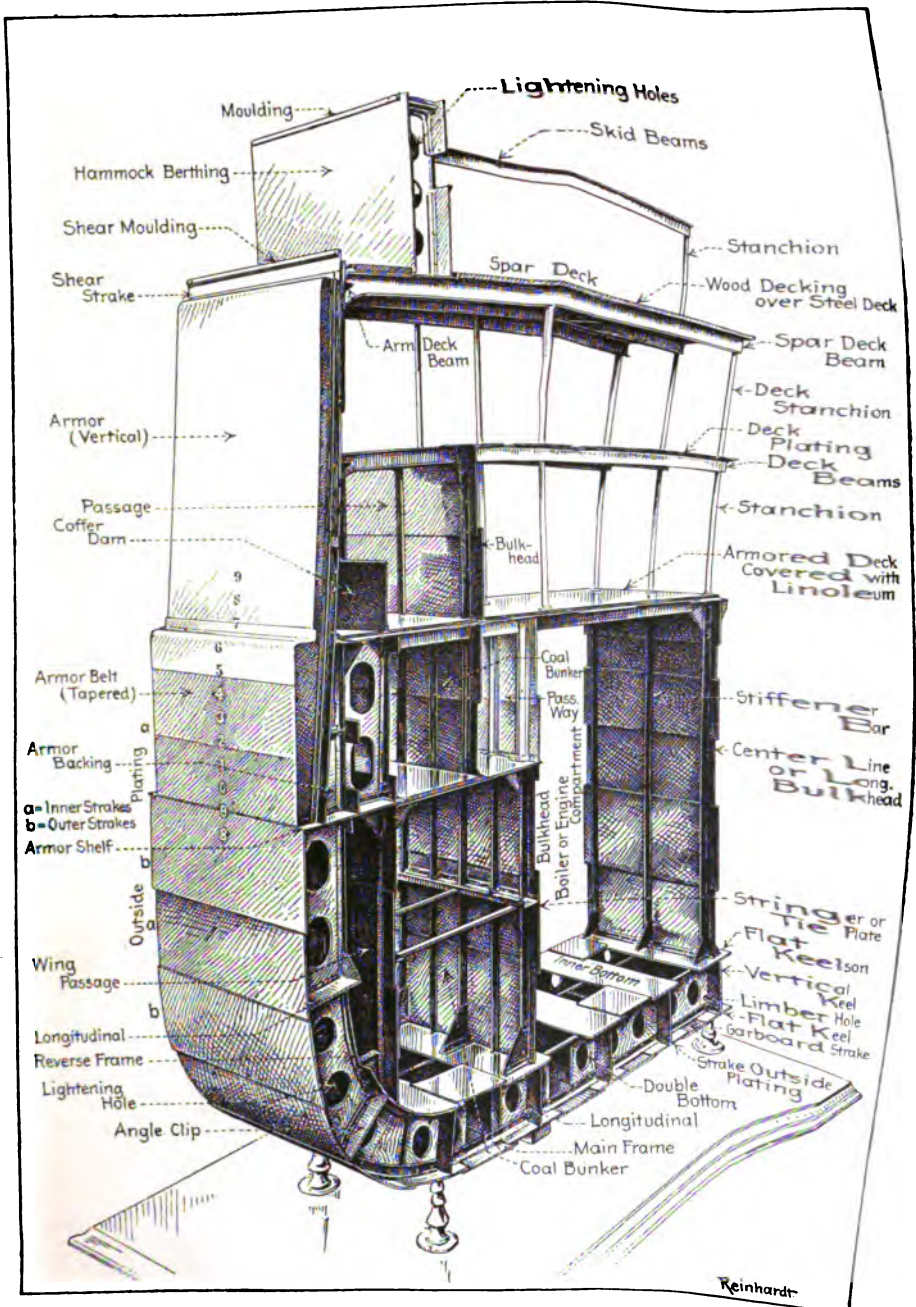 Lightening Holes
Moulding
Skid Beams
Hammock Berthing
Shear Moulding
Stanchion
Spar Deck
Shear
Strake
Wood Decking
over Steel Deck
Arm Deck
Beam
Spar Deck
Beam
Deck
Stanchion
Armor
(Vertical)
Deck
Plating
Deck
Beams
Passage
Stanchion
Coffer
Dam
Bulk-
head
Armored Deck
Covered with
Linoleum
9
8
7
6
5
4
Coal
Bunker
Armor Belt
(Tapered)
Pass.
Way
Stiffener
Bar
a
Armor
Backing
Center Line
or Long.
Bulkhead
Plating
a = Inner Strakes
b = Outer Strakes
Armor Shelf
Bulkhead
Boiler or Engine
Compartment
b
Outside
a
Stringer or
Tie Plate
Flat
Keelson
Wing
Passage
Inner Bottom
Vertical
Keel
b
Limber Hole
Flat Keel
Garboard Strake
Longitudinal
Reverse Frame
Strake Outside
Plating
Lightening
Hole
Double
Bottom
Angle Clip
Longitudinal
Main Frame
Coal Bunker
Reinhardt